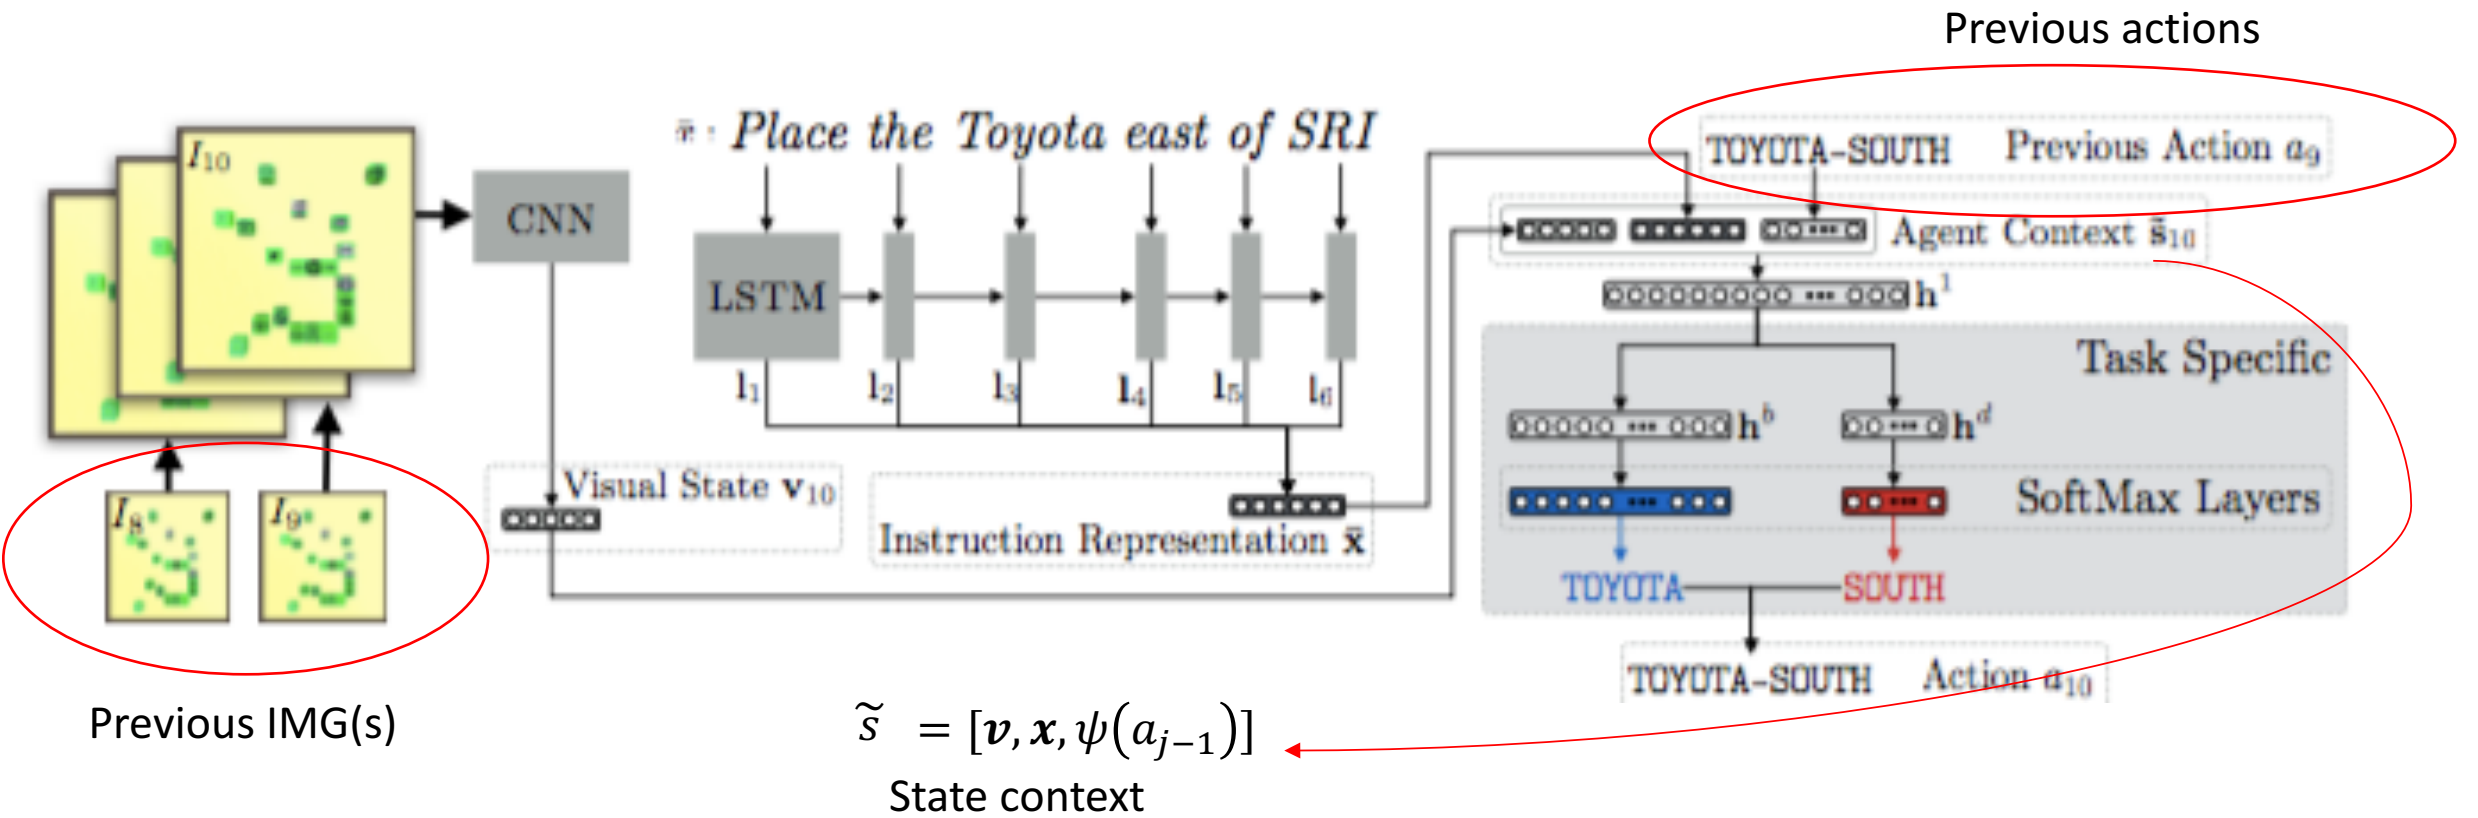 Previous actions
x̄ : Place the Toyota east of SRI
TOYOTA-SOUTH Previous Action a₉
I₁₀
CNN
LSTM
Agent Context s̃₁₀
h¹
Task Specific
l₁ l₂ l₃ l₄ l₅ l₆
hᵇ hᵈ
Visual State v₁₀
SoftMax Layers
I₈ I₉
Instruction Representation x̄
TOYOTA SOUTH
TOYOTA-SOUTH Action a₁₀
Previous IMG(s)
s̃ = [v, x, ψ(aⱼ₋₁)]
State context